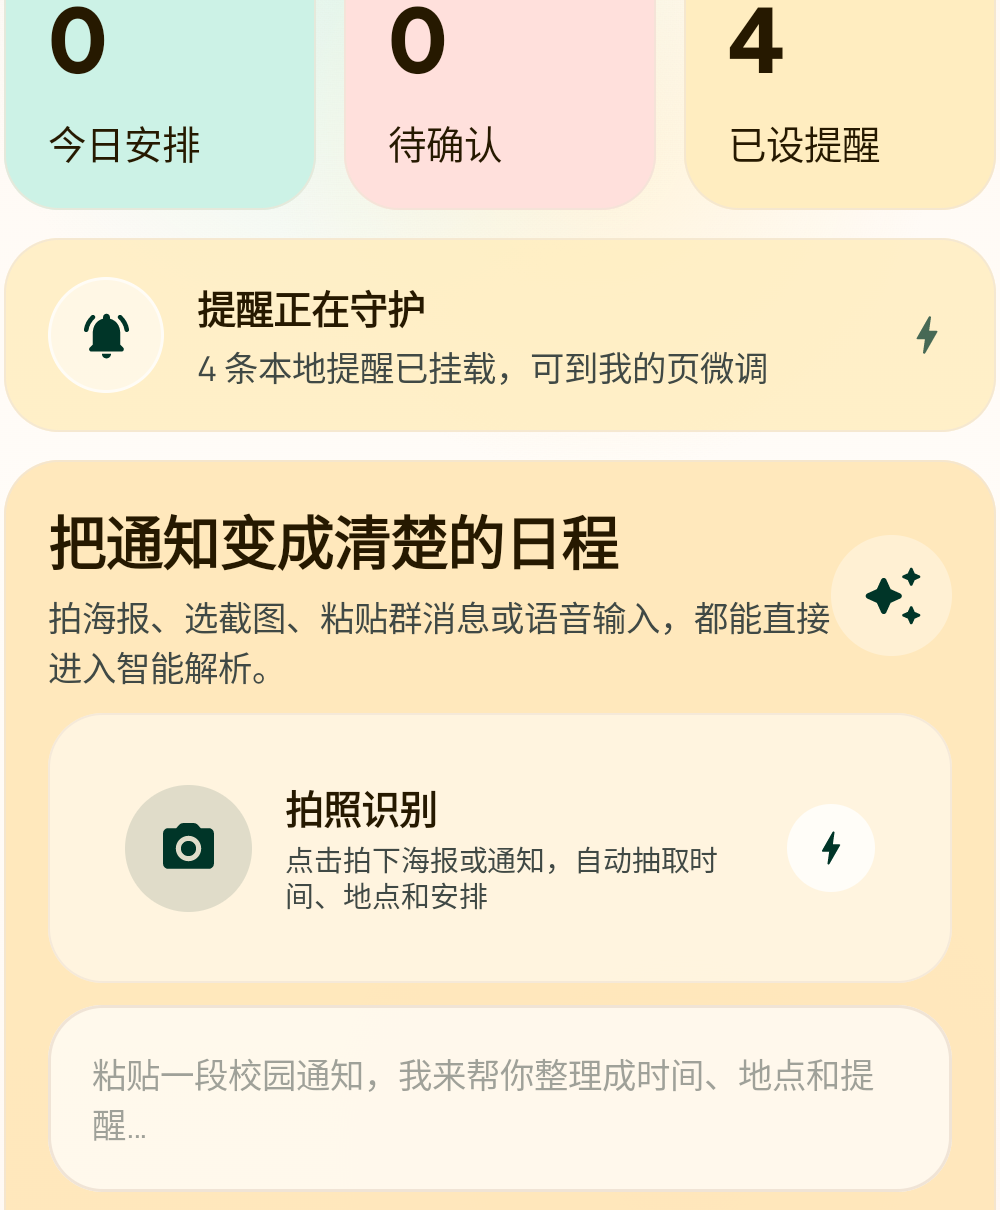 0
0
4
今日安排
待确认
已设提醒
提醒正在守护
4 条本地提醒已挂载，可到我的页微调
把通知变成清楚的日程
拍海报、选截图、粘贴群消息或语音输入，都能直接
进入智能解析。
拍照识别
点击拍下海报或通知，自动抽取时
间、地点和安排
粘贴一段校园通知，我来帮你整理成时间、地点和提
醒…